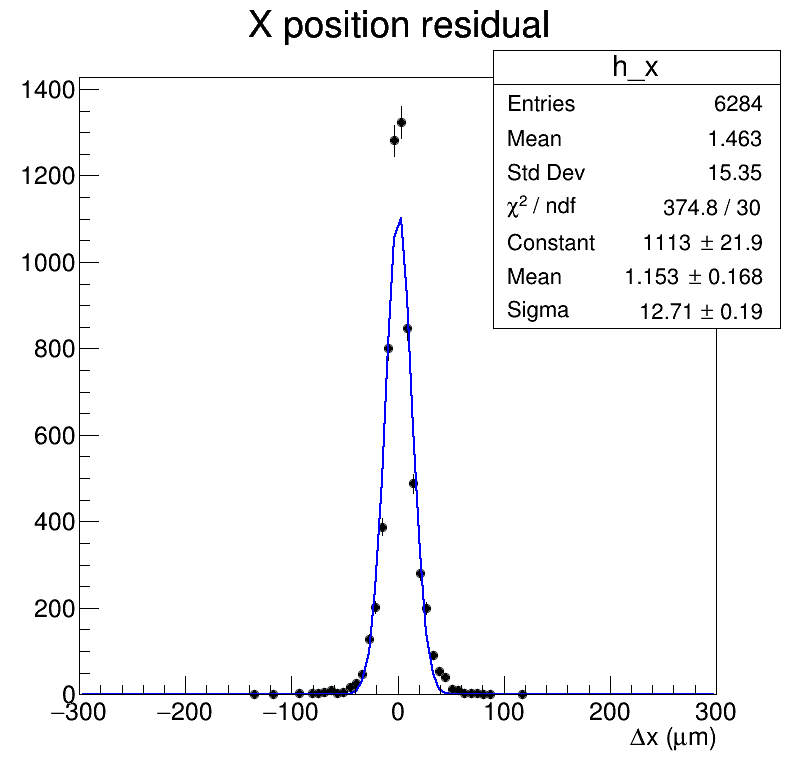 X position residual
h_x
Entries 6284
Mean 1.463
Std Dev 15.35
χ² / ndf 374.8 / 30
Constant 1113 ± 21.9
Mean 1.153 ± 0.168
Sigma 12.71 ± 0.19
1400
1200
1000
800
600
400
200
0
−300 −200 −100 0 100 200 300
Δx (μm)